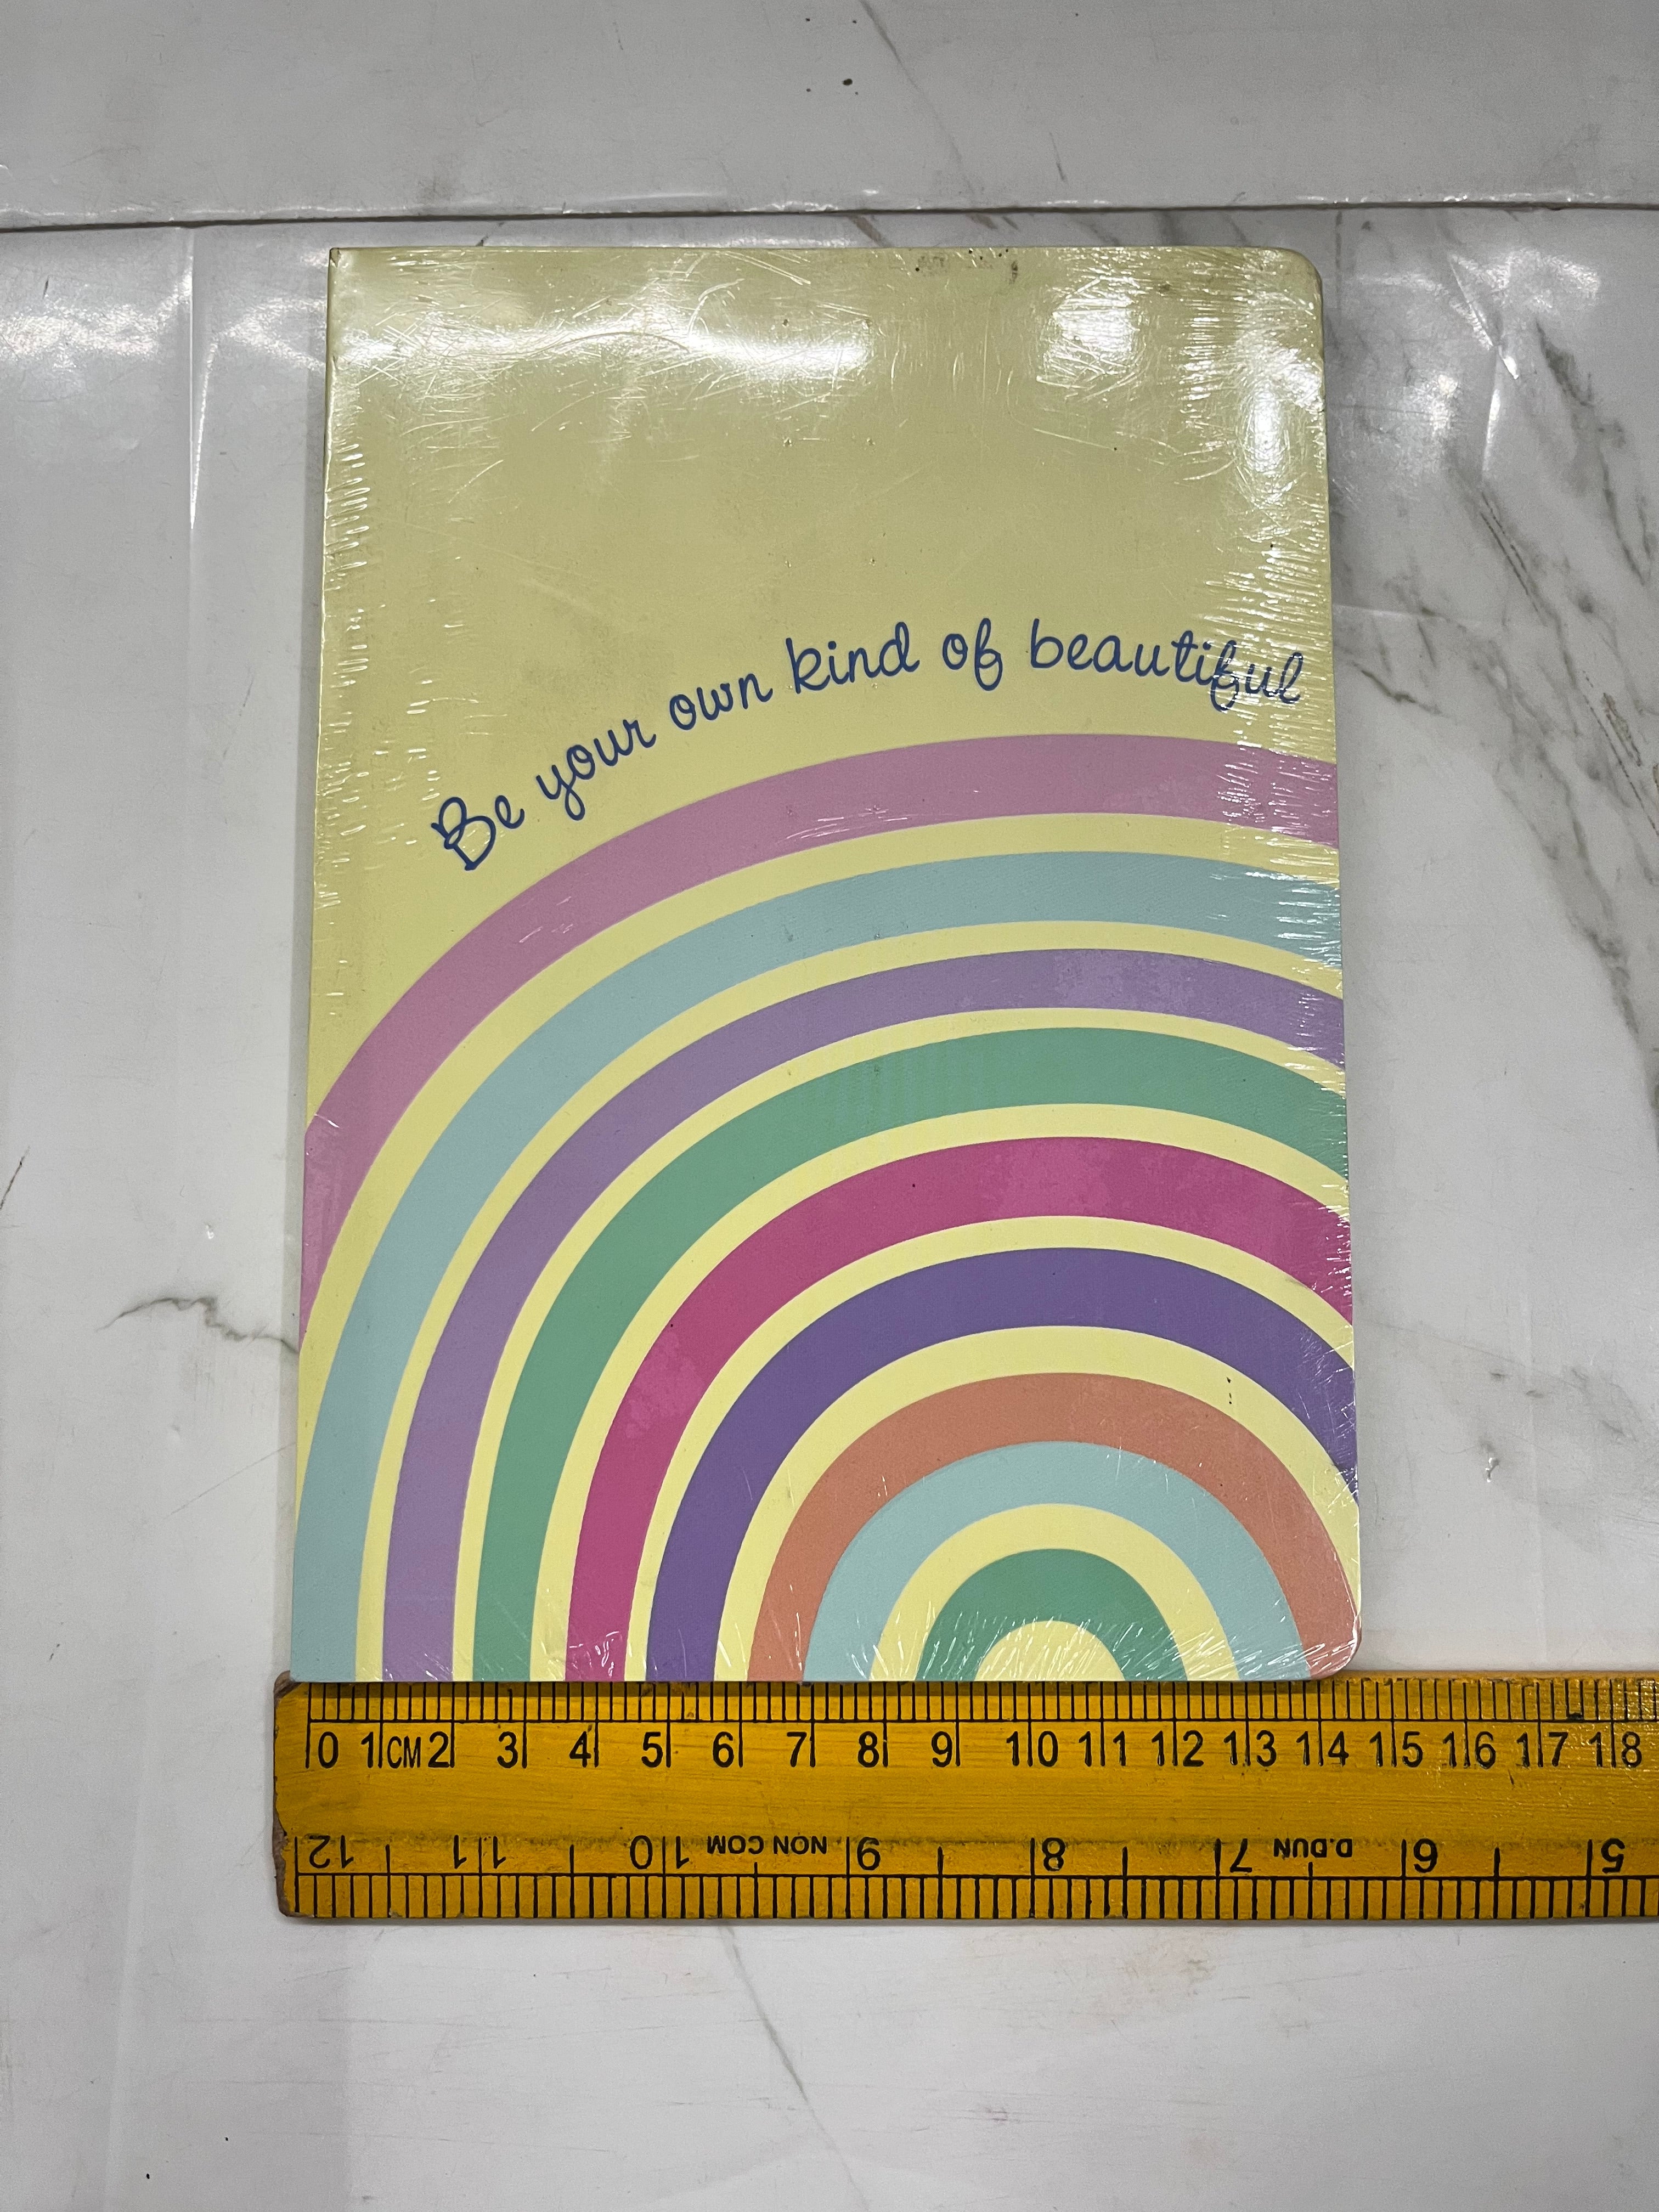 Be your own kind of beautiful
0 1 CM 2 3 4 5 6 7 8 9 10 11 12 13 14 15 16 17 18
12 11 10 NON COM 9 8 7 D.DUN 6 5